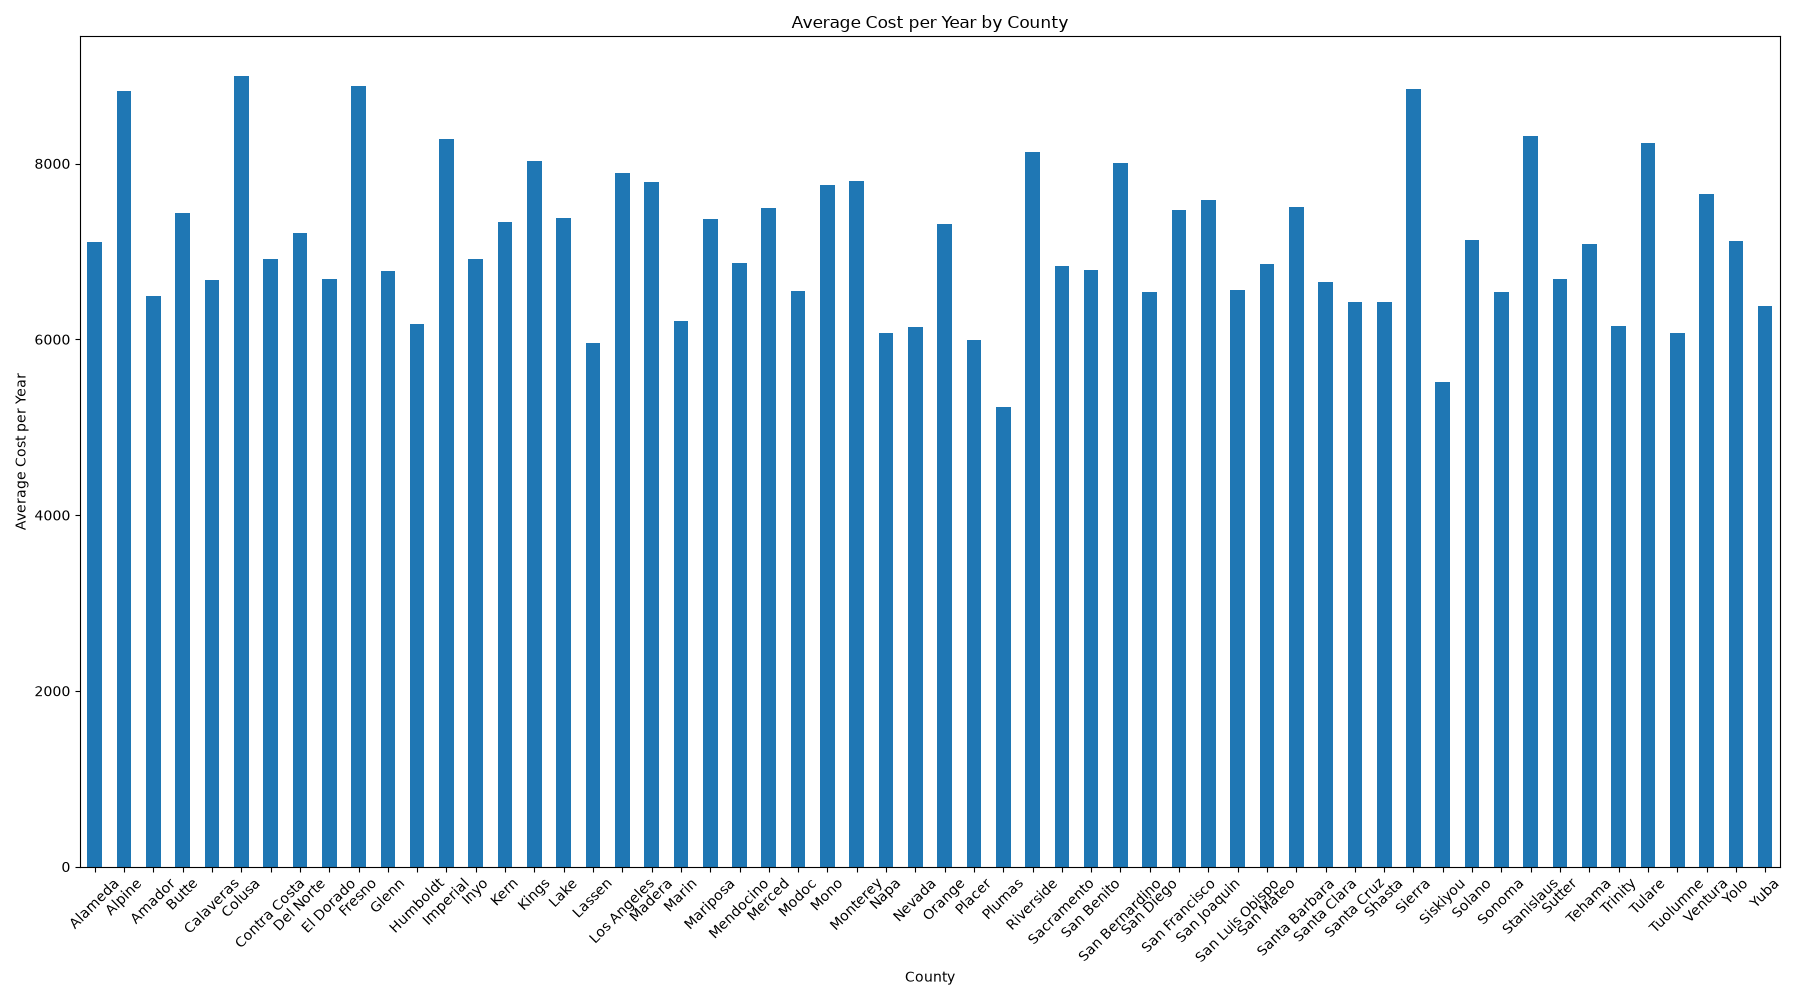 Average Cost per Year by County
Average Cost per Year
8000
6000
4000
2000
0
Alameda
Alpine
Amador
Butte
Calaveras
Colusa
Contra Costa
Del Norte
El Dorado
Fresno
Glenn
Humboldt
Imperial
Inyo
Kern
Kings
Lake
Lassen
Los Angeles
Madera
Marin
Mariposa
Mendocino
Merced
Modoc
Mono
Monterey
Napa
Nevada
Orange
Placer
Plumas
Riverside
Sacramento
San Benito
San Bernardino
San Diego
San Francisco
San Joaquin
San Luis Obispo
San Mateo
Santa Barbara
Santa Clara
Santa Cruz
Shasta
Sierra
Siskiyou
Solano
Sonoma
Stanislaus
Sutter
Tehama
Trinity
Tulare
Tuolumne
Ventura
Yolo
Yuba
County